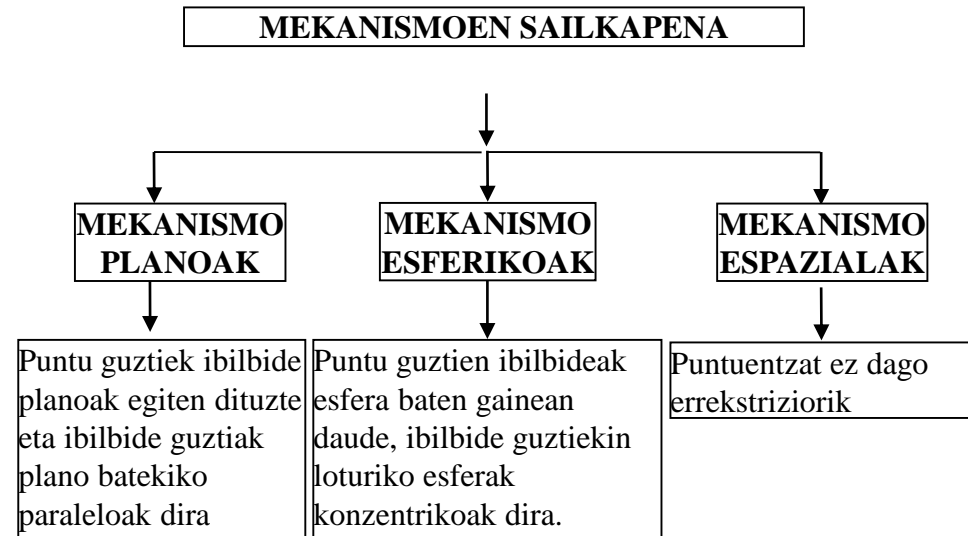 MEKANISMOEN SAILKAPENA
MEKANISMO
PLANOAK
MEKANISMO
ESFERIKOAK
MEKANISMO
ESPAZIALAK
Puntu guztiek ibilbide
planoak egiten dituzte
eta ibilbide guztiak
plano batekiko
paraleloak dira
Puntu guztien ibilbideak
esfera baten gainean
daude, ibilbide guztiekin
loturiko esferak
konzentrikoak dira.
Puntuentzat ez dago
errekstriziorik